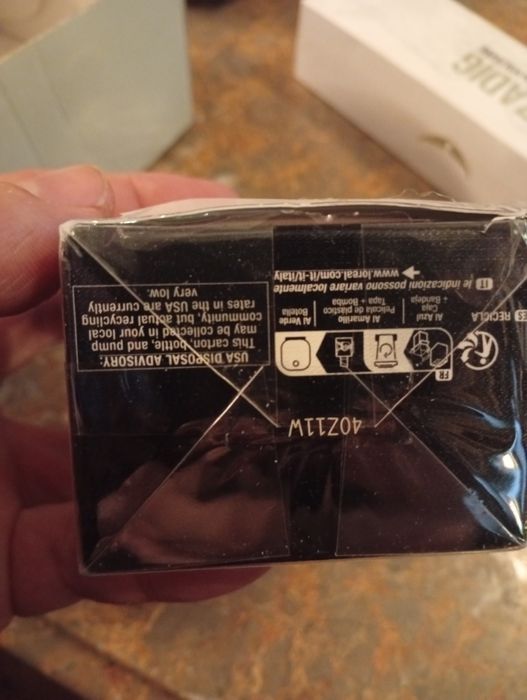 40Z11W
FR
ES RECICLA
Al Azul
Caja
+ Bandeja
Al Amarillo
Película de plástico
Tapa + Bomba
Al Verde
Botella
IT le indicazioni possono variare localmente
www.loreal.com/it-it/italy
USA DISPOSAL ADVISORY:
This carton, bottle, and pump
may be collected in your local
community, but actual recycling
rates in the USA are currently
very low.
ADIG